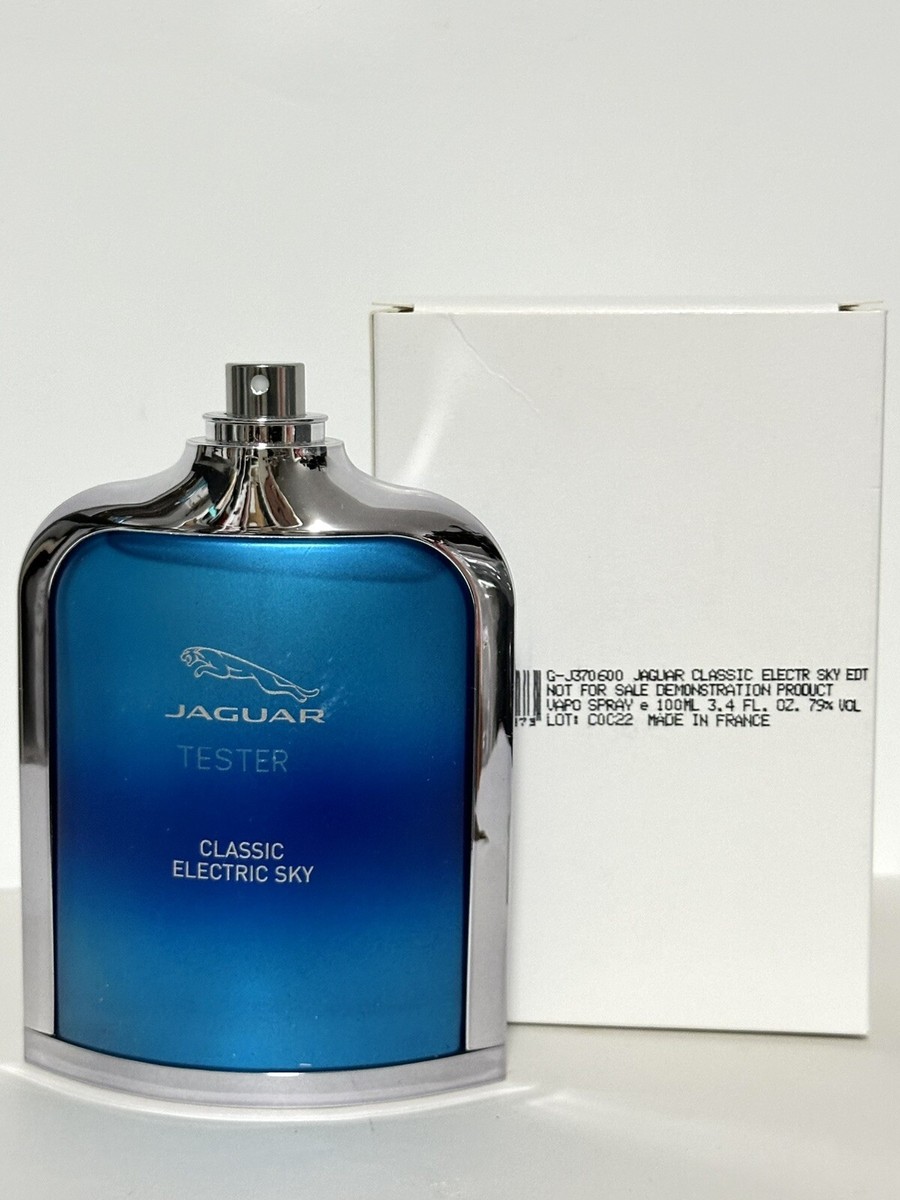 JAGUAR
TESTER
CLASSIC
ELECTRIC SKY
G-J370600 JAGUAR CLASSIC ELECTR SKY EDT
NOT FOR SALE DEMONSTRATION PRODUCT
VAPO SPRAY e 100ML 3.4 FL. OZ. 79% VOL
LOT: C0C22 MADE IN FRANCE